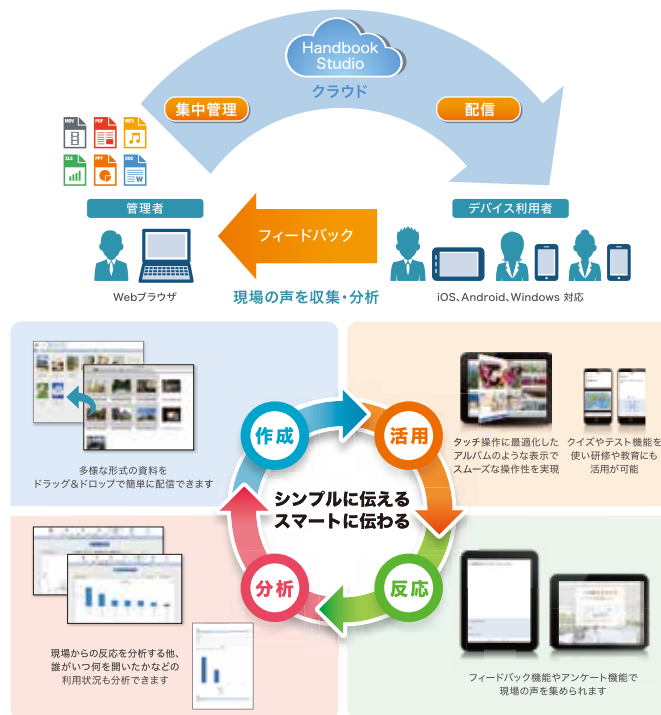 Handbook
Studio
クラウド
集中管理
配信
MOV
PDF
MP3
XLS
PPT
DOC
W
管理者
デバイス利用者
フィードバック
Webブラウザ
現場の声を収集・分析
iOS、Android、Windows 対応
作成
活用
多様な形式の資料を
ドラッグ&ドロップで簡単に配信できます
タッチ操作に最適化した
アルバムのような表示で
スムーズな操作性を実現
クイズやテスト機能を
使い研修や教育にも
活用が可能
シンプルに伝える
スマートに伝わる
分析
反応
現場からの反応を分析する他、
誰がいつ何を開いたかなどの
利用状況も分析できます
フィードバック機能やアンケート機能で
現場の声を集められます